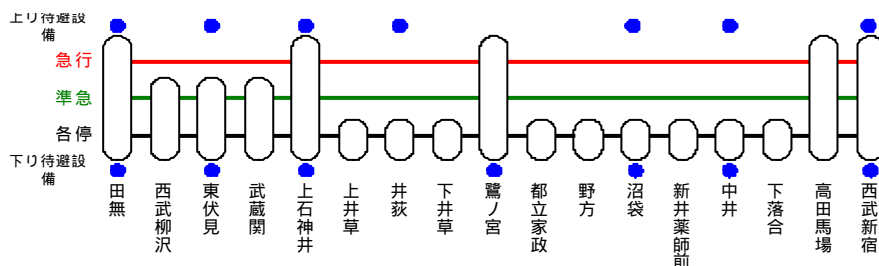 上り待避設
備
急行
準急
各停
下り待避設
備
田無
西武柳沢
東伏見
武蔵関
上石神井
上井草
井荻
下井草
鷺ノ宮
都立家政
野方
沼袋
新井薬師前
中井
下落合
高田馬場
西武新宿